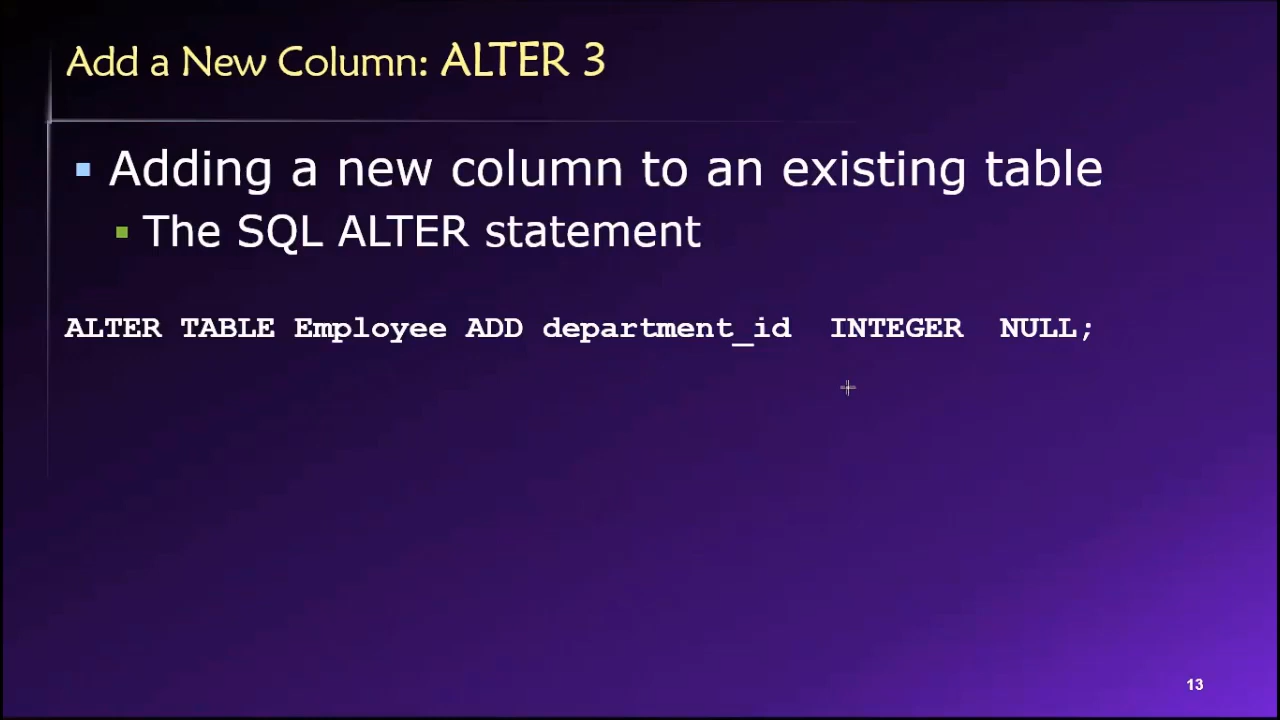 Add a New Column: ALTER 3
Adding a new column to an existing table
The SQL ALTER statement
ALTER TABLE Employee ADD department_id  INTEGER  NULL;
13